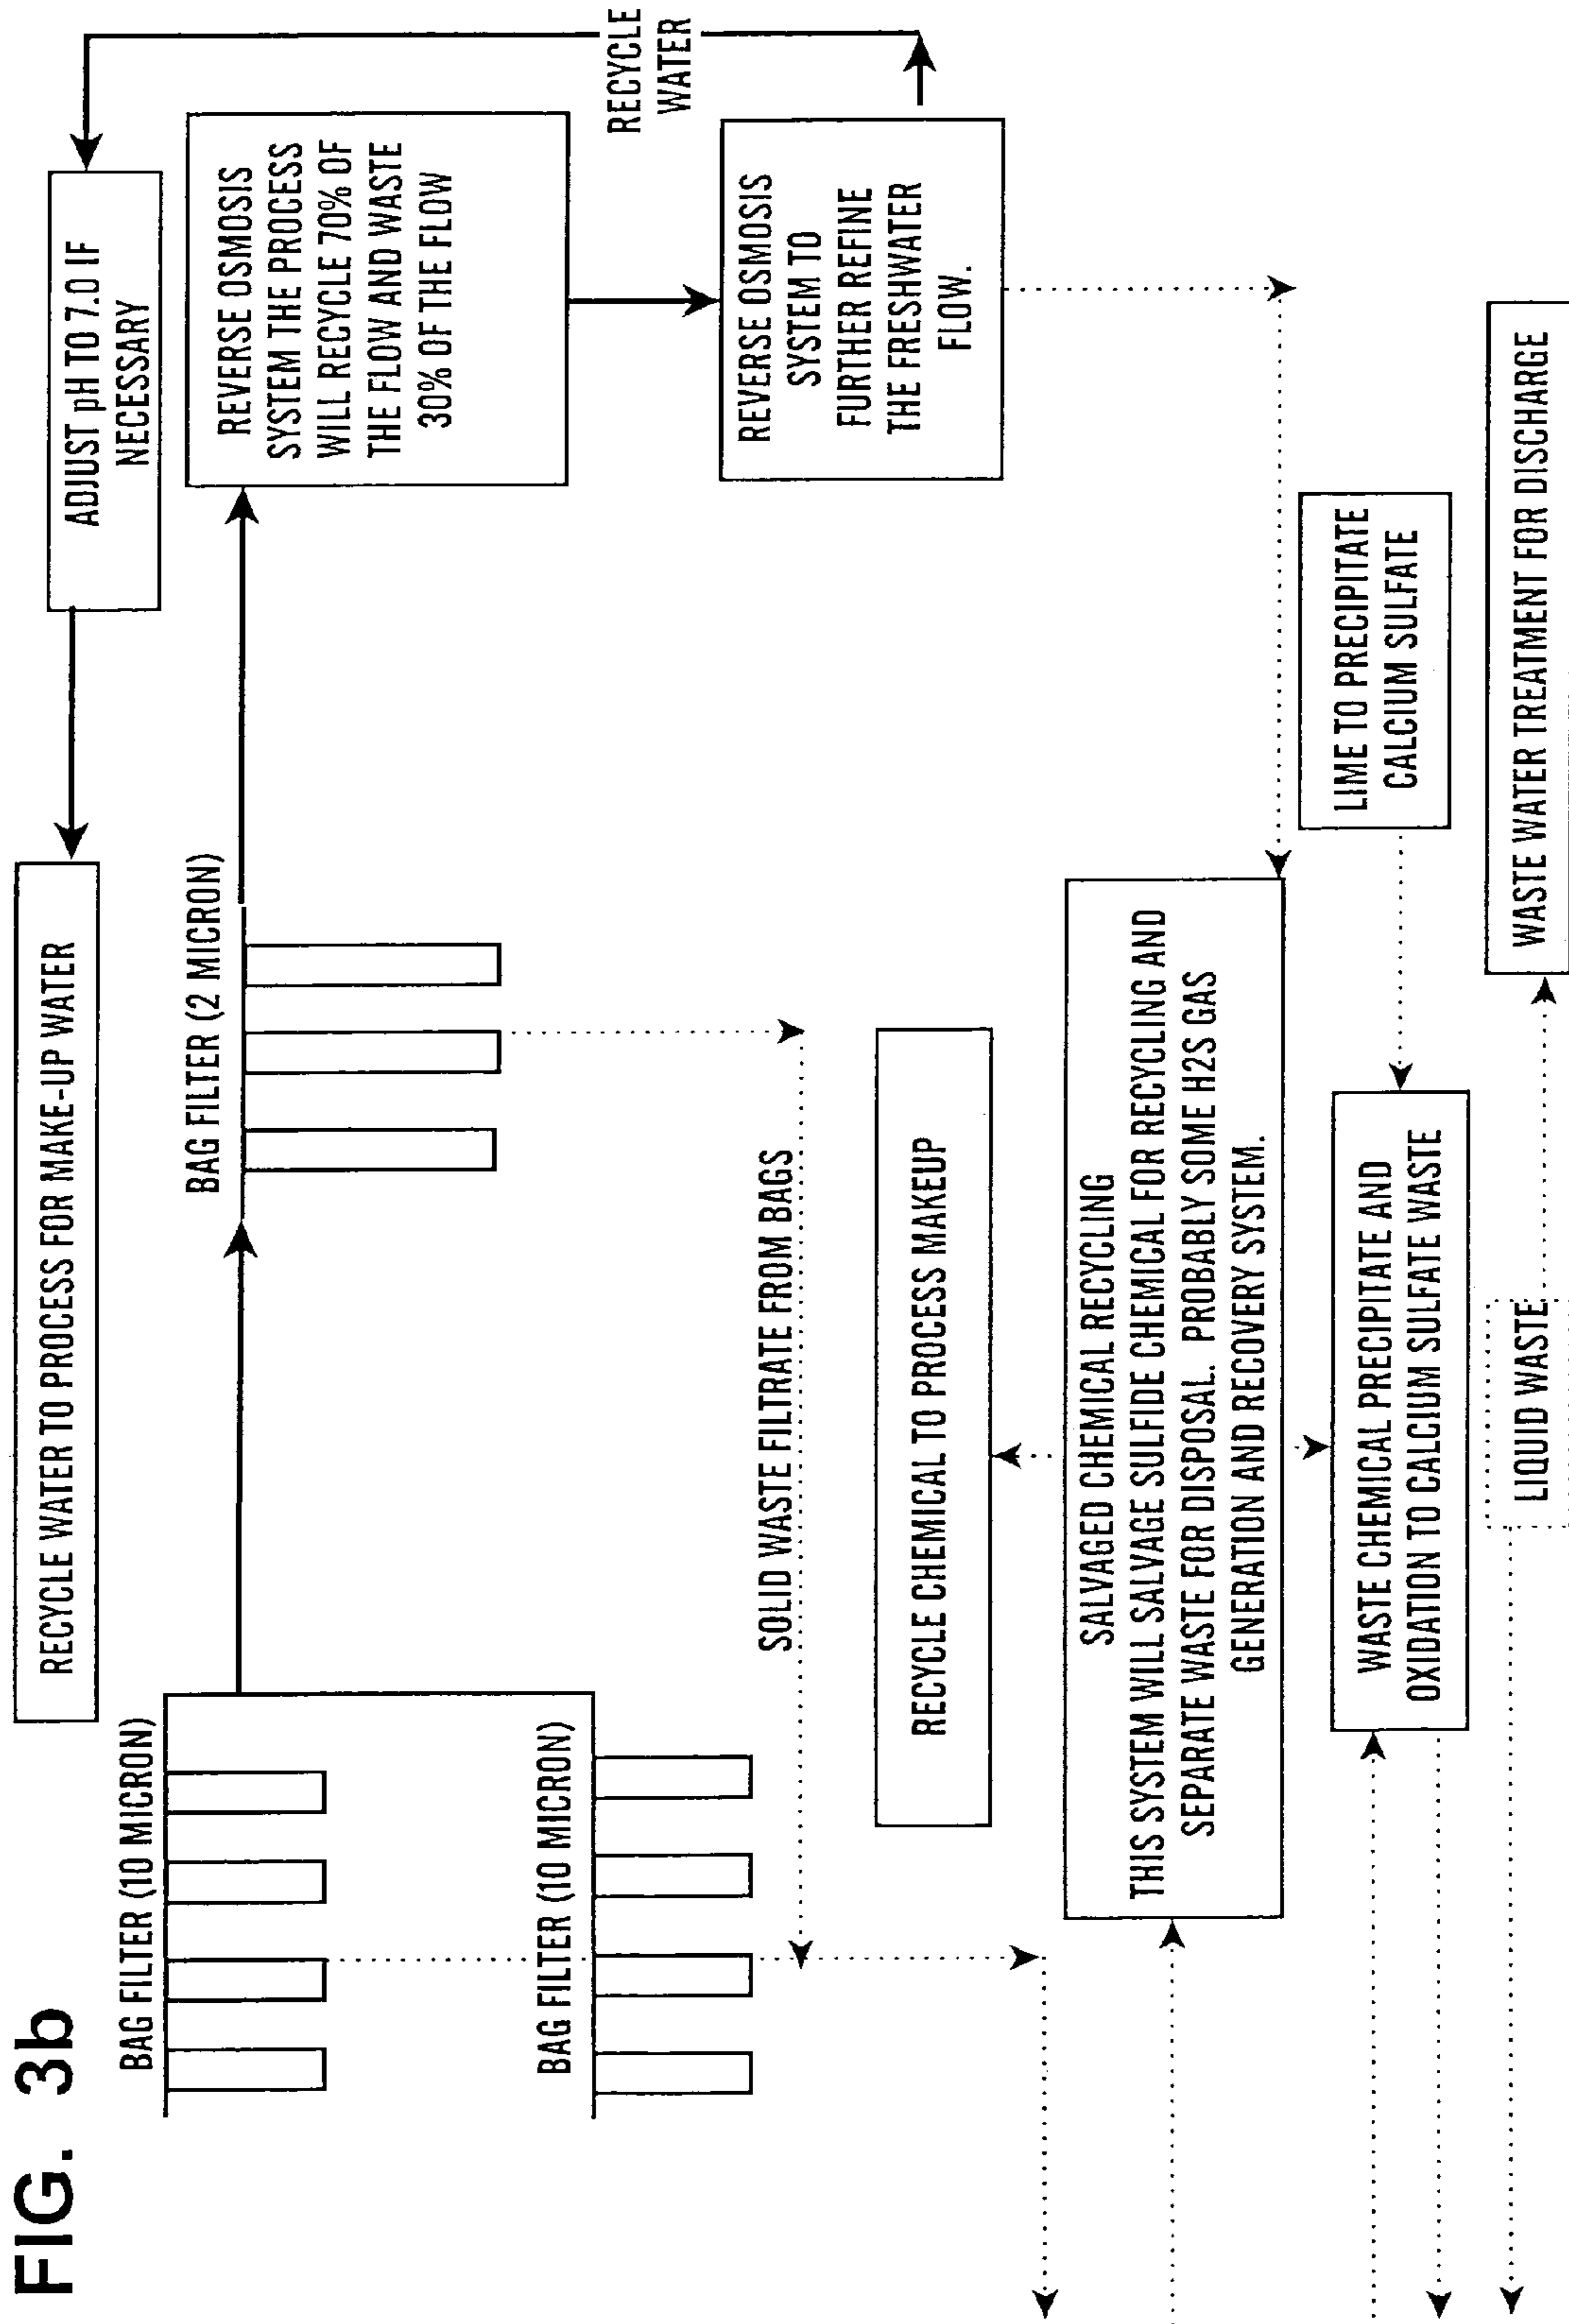 FIG. 3b
RECYCLE WATER TO PROCESS FOR MAKE-UP WATER
ADJUST pH TO 7.0 IF
NECESSARY
BAG FILTER (10 MICRON)
BAG FILTER (2 MICRON)
REVERSE OSMOSIS
SYSTEM THE PROCESS
WILL RECYCLE 70% OF
THE FLOW AND WASTE
30% OF THE FLOW
BAG FILTER (10 MICRON)
RECYCLE
WATER
SOLID WASTE FILTRATE FROM BAGS
REVERSE OSMOSIS
SYSTEM TO
FURTHER REFINE
THE FRESHWATER
FLOW.
RECYCLE CHEMICAL TO PROCESS MAKEUP
SALVAGED CHEMICAL RECYCLING
THIS SYSTEM WILL SALVAGE SULFIDE CHEMICAL FOR RECYCLING AND
SEPARATE WASTE FOR DISPOSAL. PROBABLY SOME H2S GAS
GENERATION AND RECOVERY SYSTEM.
LIME TO PRECIPITATE
CALCIUM SULFATE
WASTE CHEMICAL PRECIPITATE AND
OXIDATION TO CALCIUM SULFATE WASTE
LIQUID WASTE
WASTE WATER TREATMENT FOR DISCHARGE